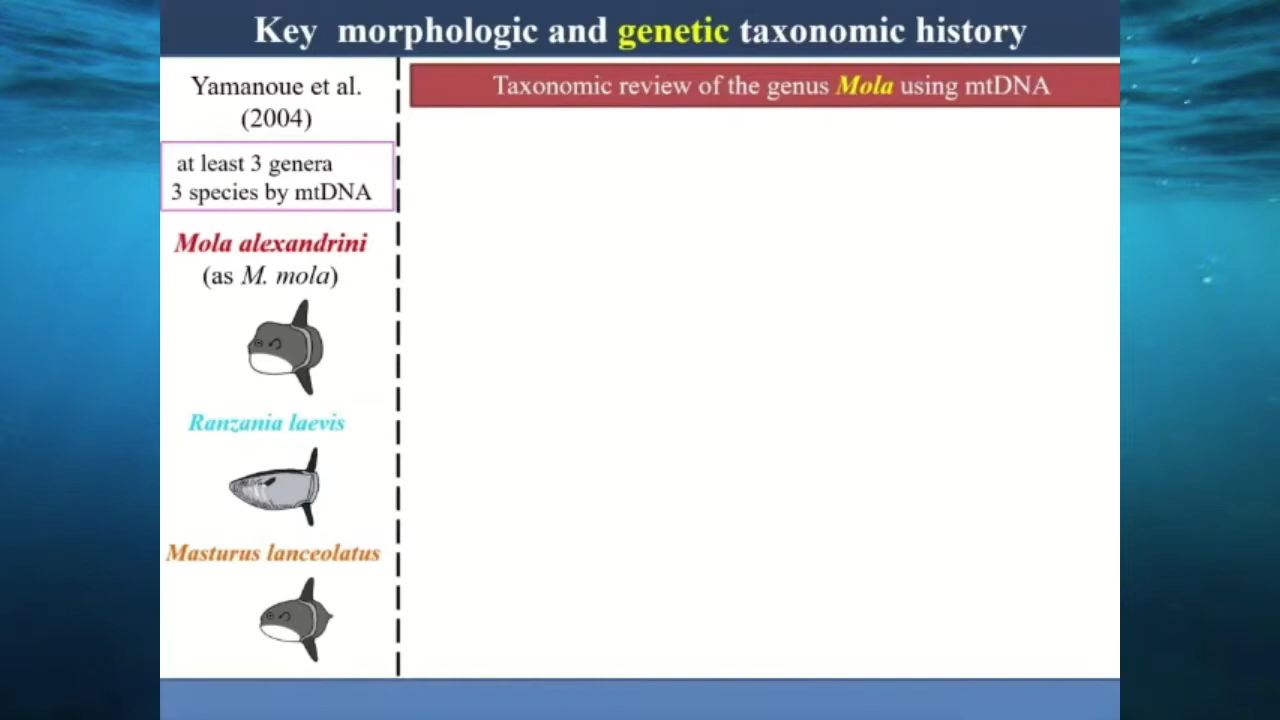 Key morphologic and genetic taxonomic history
Yamanoue et al.
(2004)
at least 3 genera
3 species by mtDNA
Mola alexandrini
(as M. mola)
Ranzania laevis
Masturus lanceolatus
Taxonomic review of the genus Mola using mtDNA